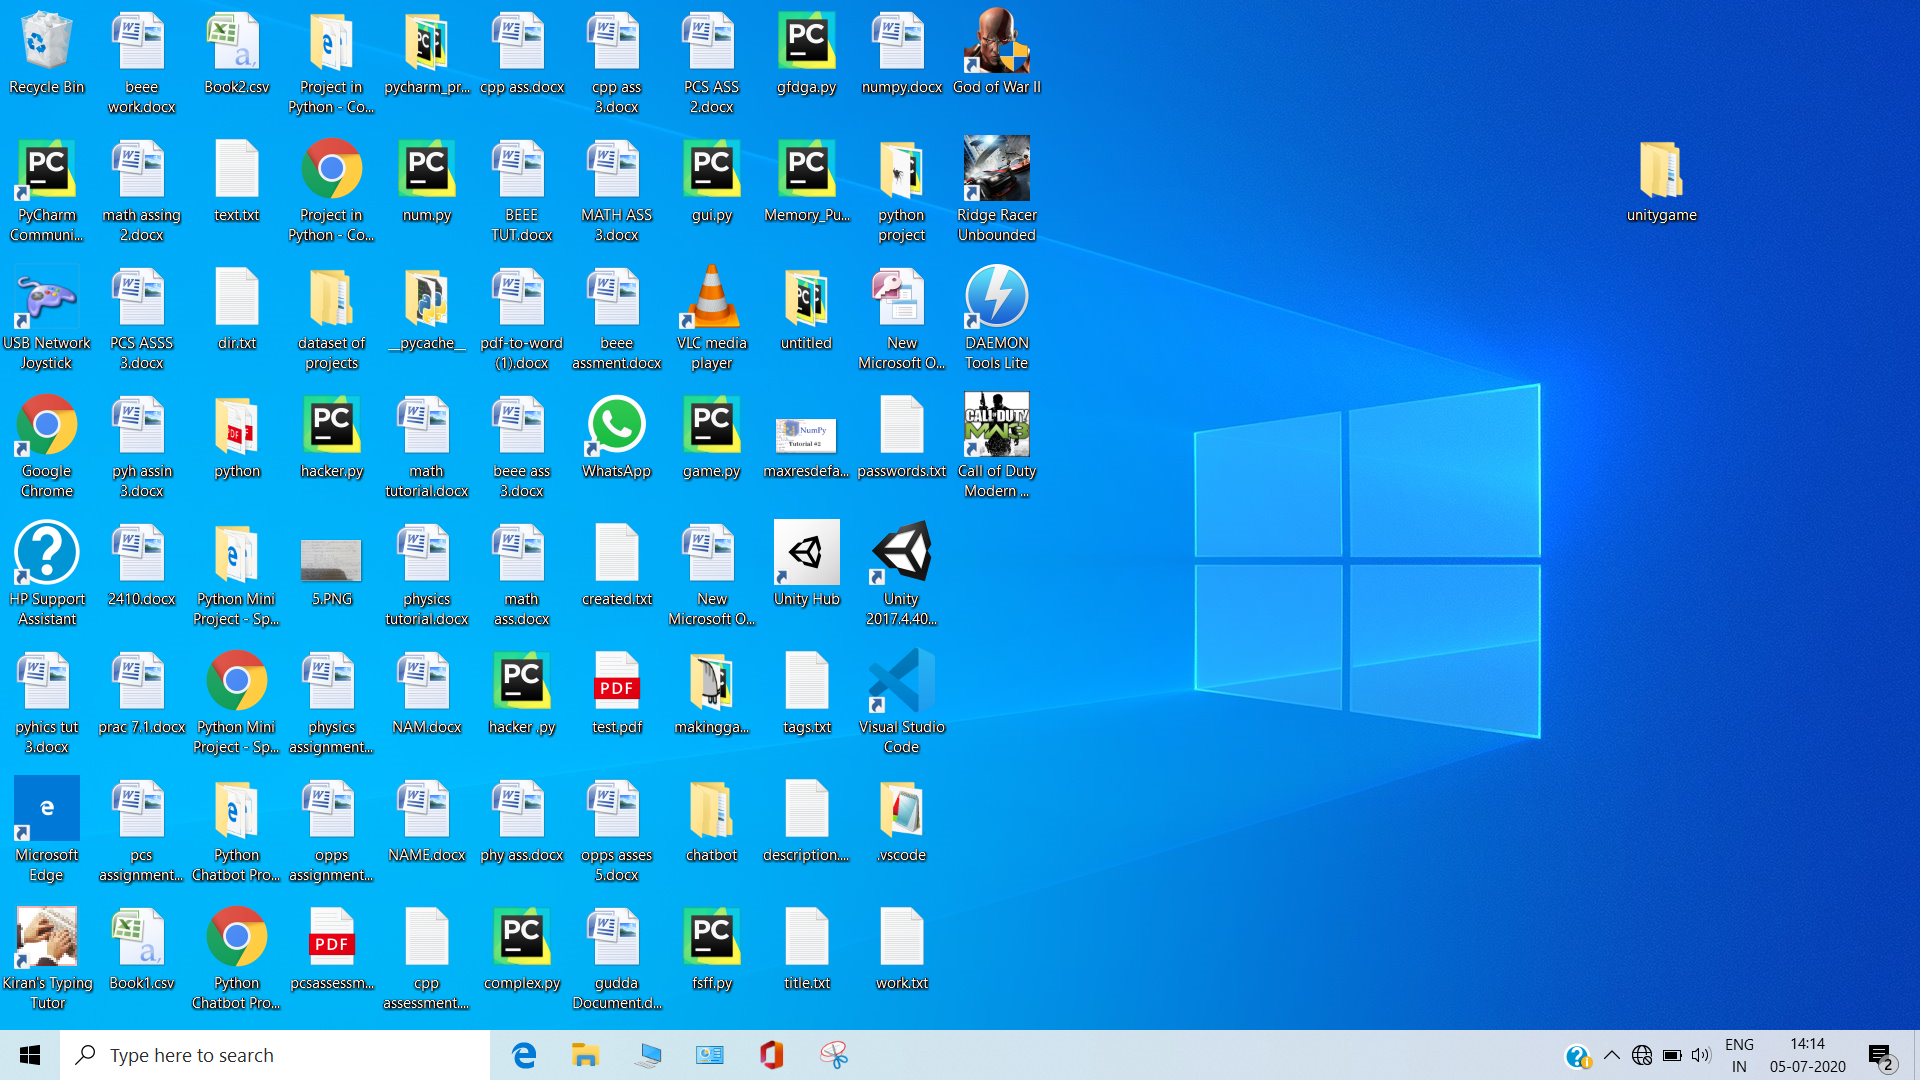 Recycle Bin
beee
work.docx
Book2.csv
Project in
Python - Co...
pycharm_pr...
cpp ass.docx
cpp ass
3.docx
PCS ASS
2.docx
gfdga.py
numpy.docx
God of War II
PyCharm
Communi...
math assing
2.docx
text.txt
Project in
Python - Co...
num.py
BEEE
TUT.docx
MATH ASS
3.docx
gui.py
Memory_Pu...
python
project
Ridge Racer
Unbounded
unitygame
USB Network
Joystick
PCS ASSS
3.docx
dir.txt
dataset of
projects
__pycache__
pdf-to-word
(1).docx
beee
assment.docx
VLC media
player
untitled
New
Microsoft O...
DAEMON
Tools Lite
Google
Chrome
pyh assin
3.docx
python
hacker.py
math
tutorial.docx
beee ass
3.docx
WhatsApp
game.py
NumPy
Tutorial #2
maxresdefa...
passwords.txt
CALL OF DUTY
MW3
Call of Duty
Modern ...
HP Support
Assistant
2410.docx
Python Mini
Project - Sp...
5.PNG
physics
tutorial.docx
math
ass.docx
created.txt
New
Microsoft O...
Unity Hub
Unity
2017.4.40...
pyhics tut
3.docx
prac 7.1.docx
Python Mini
Project - Sp...
physics
assignment...
NAM.docx
hacker .py
PDF
test.pdf
makingga...
tags.txt
Visual Studio
Code
Microsoft
Edge
pcs
assignment...
Python
Chatbot Pro...
opps
assignment...
NAME.docx
phy ass.docx
opps asses
5.docx
chatbot
description....
.vscode
Kiran's Typing
Tutor
Book1.csv
Python
Chatbot Pro...
PDF
pcsassessm...
cpp
assessment....
complex.py
gudda
Document.d...
fsff.py
title.txt
work.txt
Type here to search
ENG
IN
14:14
05-07-2020
2